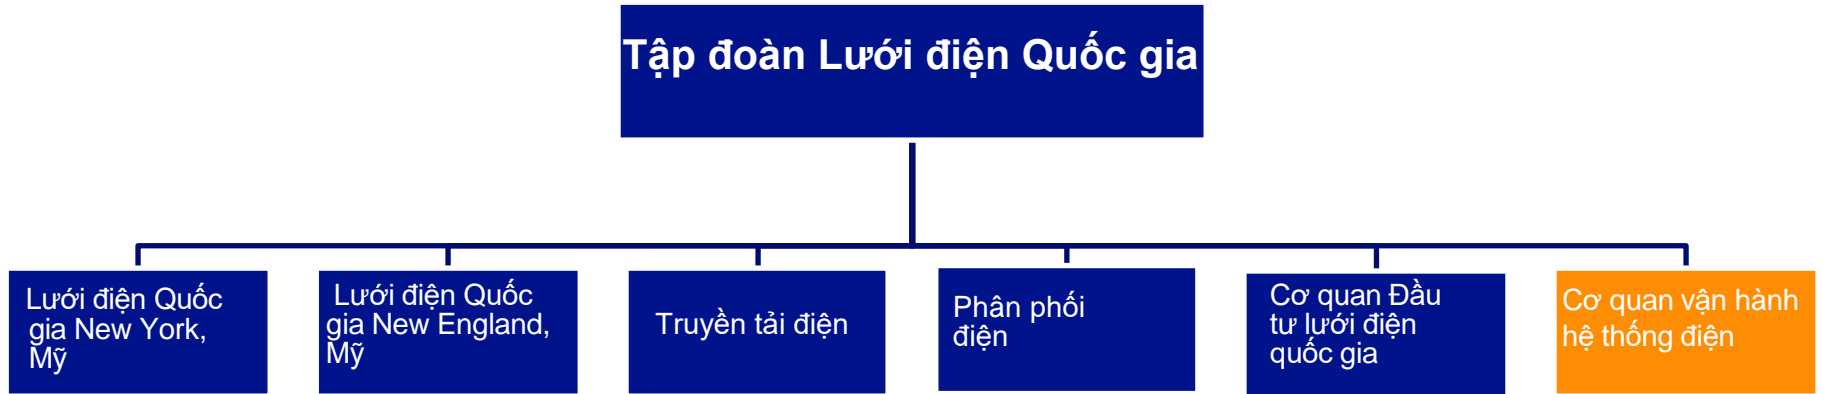 Tập đoàn Lưới điện Quốc gia
Lưới điện Quốc
gia New York,
Mỹ
Lưới điện Quốc
gia New England,
Mỹ
Truyền tải điện
Phân phối
điện
Cơ quan Đầu
tư lưới điện
quốc gia
Cơ quan vận hành
hệ thống điện